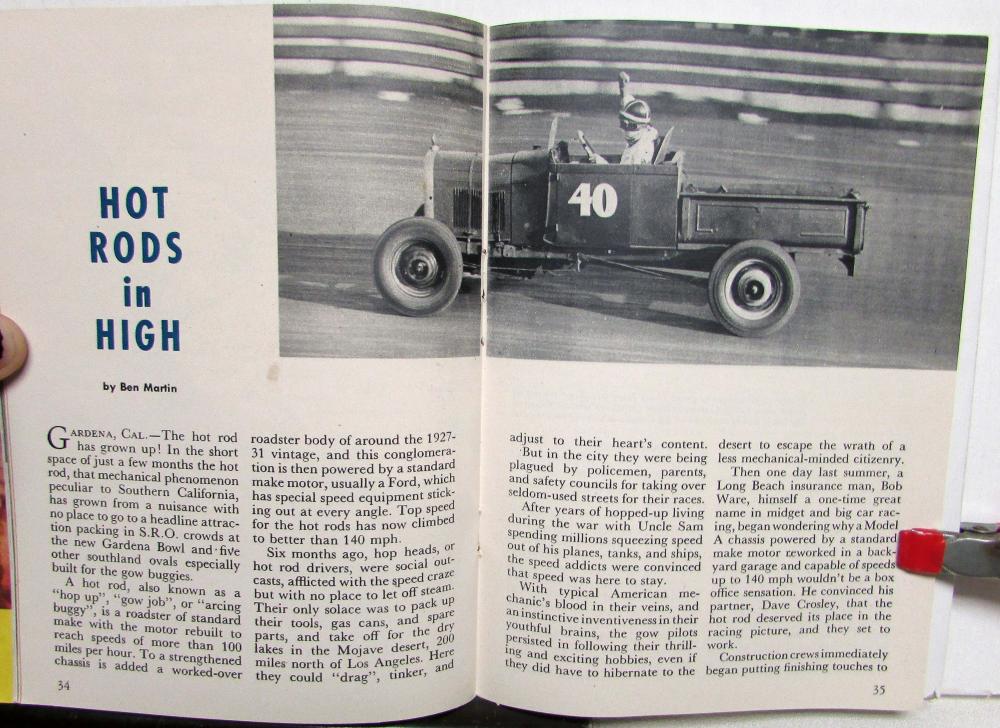 HOT
RODS
in
HIGH
by Ben Martin
40
GARDENA, CAL.—The hot rod
has grown up! In the short
space of just a few months the hot
rod, that mechanical phenomenon
peculiar to Southern California,
has grown from a nuisance with
no place to go to a headline attrac-
tion packing in S.R.O. crowds at
the new Gardena Bowl and five
other southland ovals especially
built for the gow buggies.
A hot rod, also known as a
“hop up”, “gow job”, or “arcing
buggy”, is a roadster of standard
make with the motor rebuilt to
reach speeds of more than 100
miles per hour. To a strengthened
chassis is added a worked-over
34
roadster body of around the 1927-
31 vintage, and this conglomera-
tion is then powered by a standard
make motor, usually a Ford, which
has special speed equipment stick-
ing out at every angle. Top speed
for the hot rods has now climbed
to better than 140 mph.
Six months ago, hop heads, or
hot rod drivers, were social out-
casts, afflicted with the speed craze
but with no place to let off steam.
Their only solace was to pack up
their tools, gas cans, and spare
parts, and take off for the dry
lakes in the Mojave desert, 200
miles north of Los Angeles. Here
they could “drag”, tinker, and
adjust to their heart's content.
But in the city they were being
plagued by policemen, parents,
and safety councils for taking over
seldom-used streets for their races.
After years of hopped-up living
during the war with Uncle Sam
spending millions squeezing speed
out of his planes, tanks, and ships,
the speed addicts were convinced
that speed was here to stay.
With typical American me-
chanic's blood in their veins, and
an instinctive inventiveness in their
youthful brains, the gow pilots
persisted in following their thrill-
ing and exciting hobbies, even if
they did have to hibernate to the
desert to escape the wrath of a
less mechanical-minded citizenry.
Then one day last summer, a
Long Beach insurance man, Bob
Ware, himself a one-time great
name in midget and big car rac-
ing, began wondering why a Model
A chassis powered by a standard
make motor reworked in a back-
yard garage and capable of speeds
up to 140 mph wouldn't be a box
office sensation. He convinced his
partner, Dave Crosley, that the
hot rod deserved its place in the
racing picture, and they set to
work.
Construction crews immediately
began putting finishing touches to
35